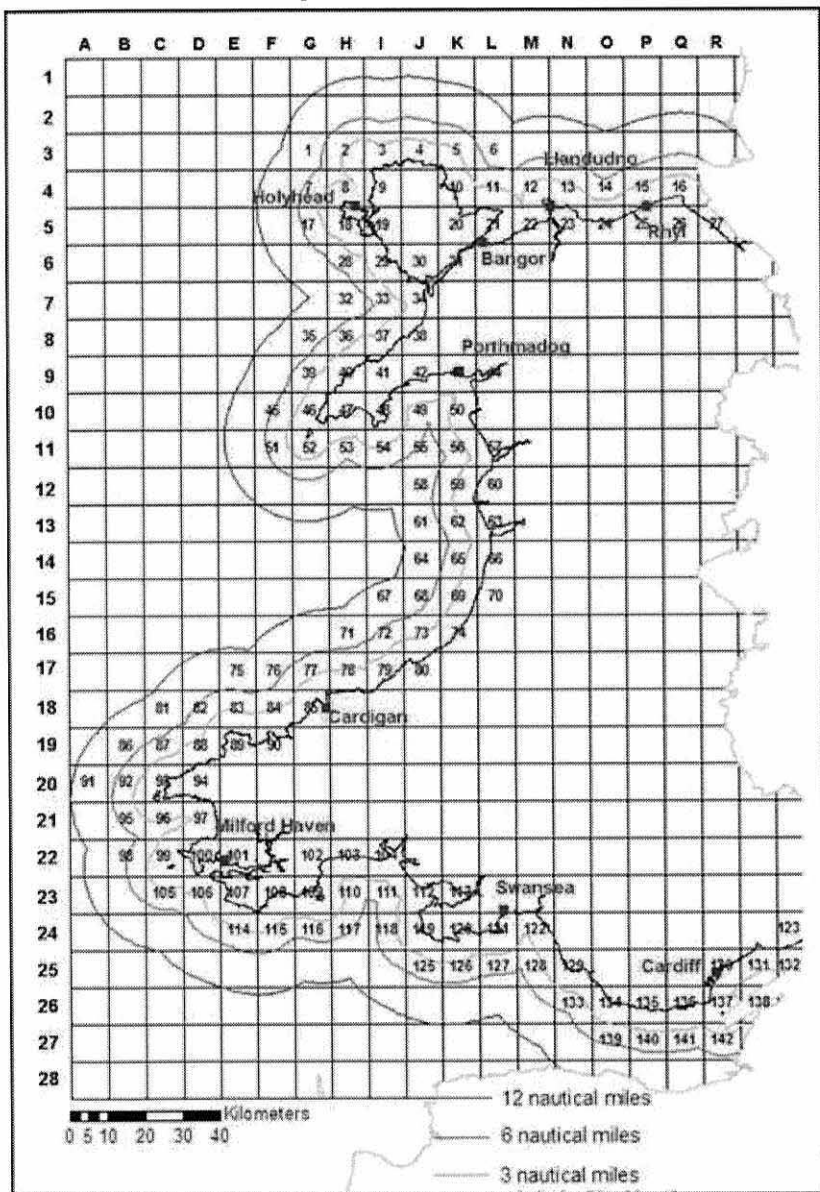 A B C D E F G H I J K L M N O P Q R
1
2
3 1 2 3 4 5 6 Llandudno
4 7 8 9 10 11 12 13 14 15 16
Holyhead
5 17 18 19 20 21 22 23 24 25 26 27
Rhyl
Bangor
6 28 29 30 31
7 32 33 34
8 35 36 37 38
Porthmadog
9 39 40 41 42 44
10 45 46 47 48 49 50
11 51 52 53 54 55 56 57
12 58 59 60
13 61 62 63
14 64 65 66
15 67 68 69 70
16 71 72 73 74
17 75 76 77 78 79 80
18 81 82 83 84 85
Cardigan
19 86 87 88 89 90
20 91 92 93 94
21 95 96 97
Milford Haven
22 98 99 100 101 102 103 104
23 105 106 107 108 109 110 111 112 113
Swansea
24 114 115 116 117 118 119 120 121 122 123
25 125 126 127 128 129 Cardiff 130 131 132
26 133 134 135 136 137 138
27 139 140 141 142
28
12 nautical miles
Kilometers
0 5 10 20 30 40
6 nautical miles
3 nautical miles